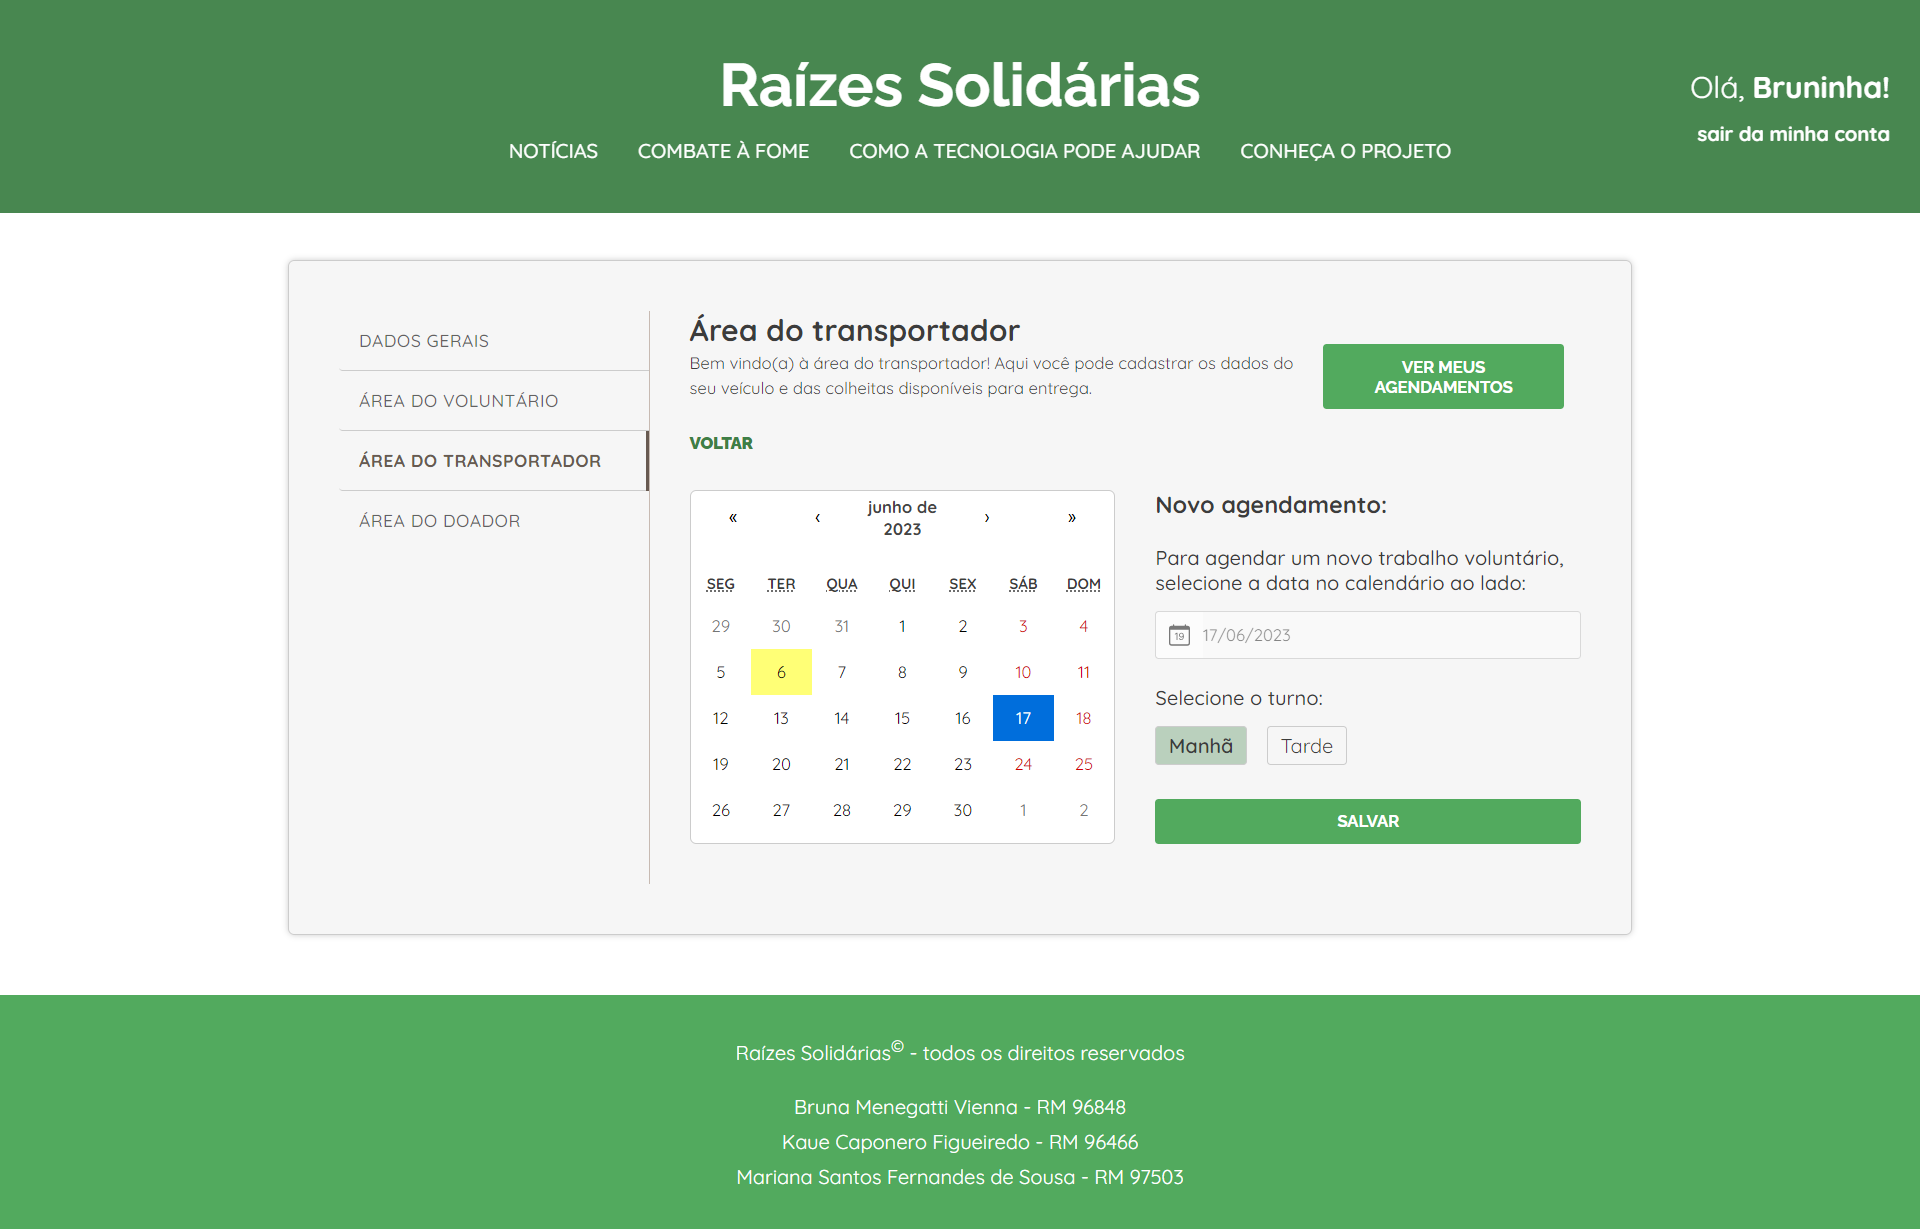 Raízes Solidárias
Olá, Bruninha!
sair da minha conta
NOTÍCIAS COMBATE À FOME COMO A TECNOLOGIA PODE AJUDAR CONHEÇA O PROJETO
DADOS GERAIS
ÁREA DO VOLUNTÁRIO
ÁREA DO TRANSPORTADOR
ÁREA DO DOADOR
Área do transportador
Bem vindo(a) à área do transportador! Aqui você pode cadastrar os dados do
seu veículo e das colheitas disponíveis para entrega.
VER MEUS
AGENDAMENTOS
VOLTAR
« ‹ junho de
2023 › »
SEG TER QUA QUI SEX SÁB DOM
29 30 31 1 2 3 4
5 6 7 8 9 10 11
12 13 14 15 16 17 18
19 20 21 22 23 24 25
26 27 28 29 30 1 2
Novo agendamento:
Para agendar um novo trabalho voluntário,
selecione a data no calendário ao lado:
19 17/06/2023
Selecione o turno:
Manhã Tarde
SALVAR
Raízes Solidárias© - todos os direitos reservados
Bruna Menegatti Vienna - RM 96848
Kaue Caponero Figueiredo - RM 96466
Mariana Santos Fernandes de Sousa - RM 97503